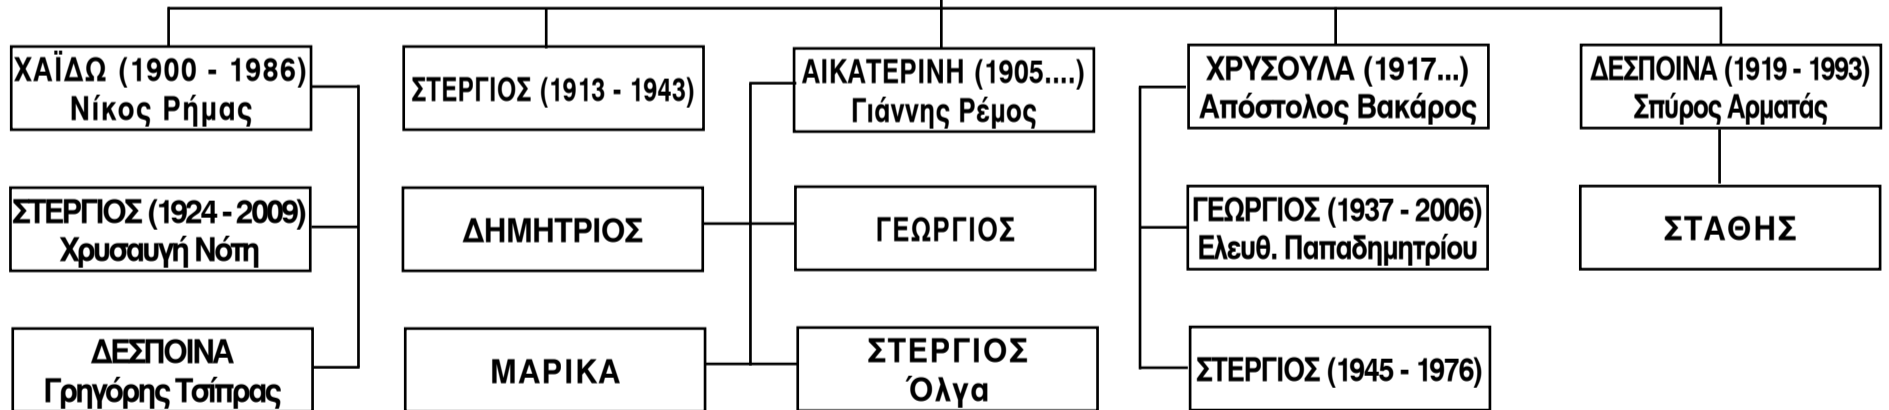 ΧΑΪΔΩ (1900 - 1986)
Νίκος Ρήμας
ΣΤΕΡΓΙΟΣ (1913 - 1943)
ΑΙΚΑΤΕΡΙΝΗ (1905....)
Γιάννης Ρέμος
ΧΡΥΣΟΥΛΑ (1917...)
Απόστολος Βακάρος
ΔΕΣΠΟΙΝΑ (1919 - 1993)
Σπύρος Αρματάς
ΣΤΕΡΓΙΟΣ (1924 - 2009)
Χρυσαυγή Νότη
ΔΗΜΗΤΡΙΟΣ
ΓΕΩΡΓΙΟΣ
ΓΕΩΡΓΙΟΣ (1937 - 2006)
Ελευθ. Παπαδημητρίου
ΣΤΑΘΗΣ
ΔΕΣΠΟΙΝΑ
Γρηγόρης Τσίπρας
ΜΑΡΙΚΑ
ΣΤΕΡΓΙΟΣ
Όλγα
ΣΤΕΡΓΙΟΣ (1945 - 1976)